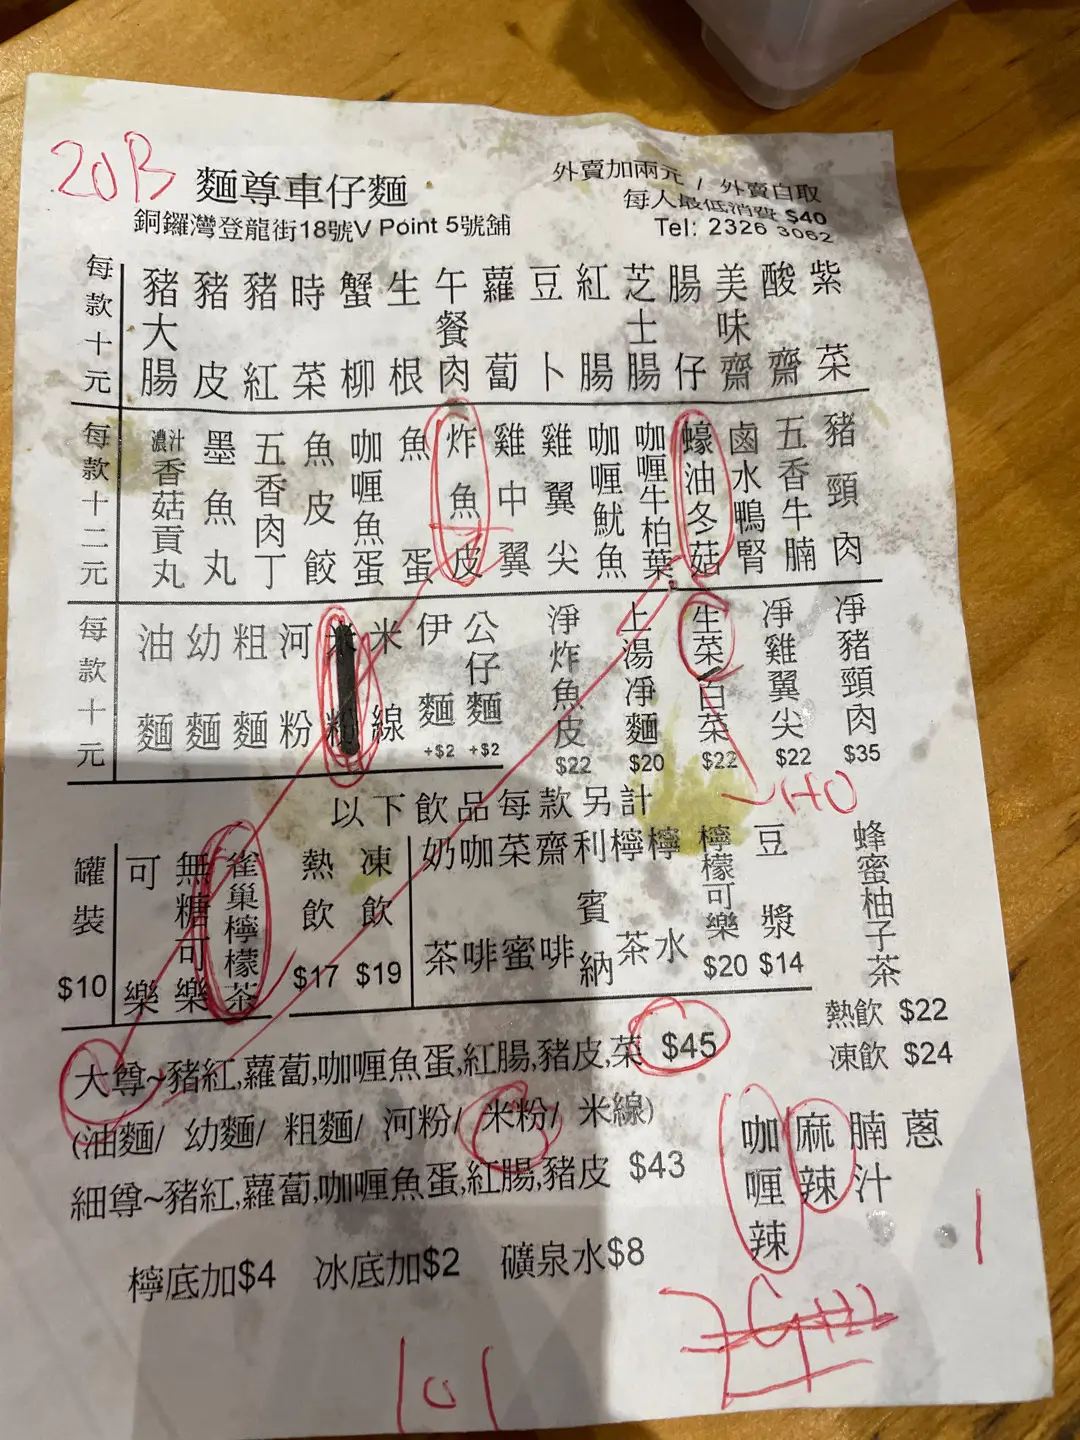 20B
麵尊車仔麵
銅鑼灣登龍街18號V Point 5號舖
外賣加兩元 / 外賣自取
每人最低消費 $40
Tel: 2326 3062
每款十元
豬大腸
豬皮
豬紅
時菜
蟹柳
生根
午餐肉
蘿蔔
豆卜
紅腸
芝士腸
腸仔
美味齋
酸齋
紫菜
每款十二元
濃汁香菇貢丸
墨魚丸
五香肉丁
魚皮餃
咖喱魚蛋
魚蛋
炸魚皮
雞中翼
雞翼尖
咖喱魷魚
咖喱牛柏葉
蠔油冬菇
鹵水鴨腎
五香牛腩
豬頸肉
每款十元
油麵
幼麵
粗麵
河粉
米粉
米線
伊麵 +$2
公仔麵 +$2
淨炸魚皮 $22
上湯凈麵 $20
生菜/白菜 $22
凈雞翼尖 $22
凈豬頸肉 $35
以下飲品每款另計
罐裝 $10
可樂
無糖可樂
雀巢檸檬茶
熱飲 $17
凍飲 $19
奶茶
咖啡
菜蜜
齋啡
利賓納
檸茶
檸水
檸檬可樂 $20
豆漿 $14
蜂蜜柚子茶
熱飲 $22
凍飲 $24
大尊~豬紅,蘿蔔,咖喱魚蛋,紅腸,豬皮,菜 $45
(油麵/ 幼麵/ 粗麵/ 河粉/ 米粉/ 米線)
細尊~豬紅,蘿蔔,咖喱魚蛋,紅腸,豬皮 $43
咖喱辣
麻辣
腩汁
蔥
檸底加$4 冰底加$2 礦泉水$8
101